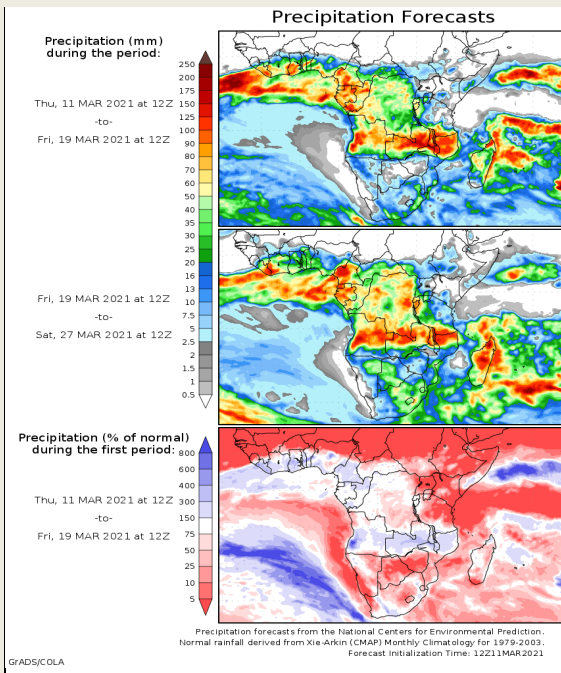 Precipitation Forecasts
Precipitation (mm)
during the period:
Thu, 11 MAR 2021 at 12Z
-to-
Fri, 19 MAR 2021 at 12Z
250
200
175
150
125
100
90
80
70
60
50
40
35
30
25
20
16
13
10
7.5
5
2.5
2
1.5
1
0.5
Fri, 19 MAR 2021 at 12Z
-to-
Sat, 27 MAR 2021 at 12Z
Precipitation (% of normal)
during the first period:
Thu, 11 MAR 2021 at 12Z
-to-
Fri, 19 MAR 2021 at 12Z
800
600
400
300
150
75
50
25
10
5
Precipitation forecasts from the National Centers for Environmental Prediction.
Normal rainfall derived from Xie-Arkin (CMAP) Monthly Climatology for 1979-2003.
Forecast Initialization Time: 12Z11MAR2021
GrADS/COLA